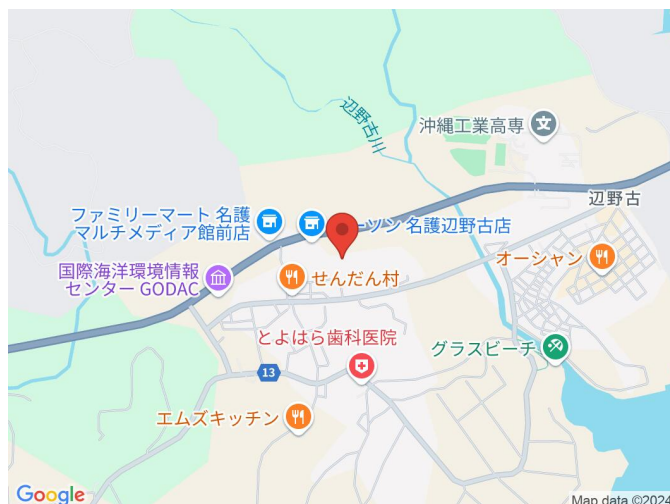 辺野古川
沖縄工業高専
辺野古
ファミリーマート 名護
マルチメディア館前店
ーソン 名護辺野古店
オーシャン
国際海洋環境情報
センター GODAC
せんだん村
とよはら歯科医院
グラスビーチ
13
エムズキッチン
Google
Map data ©2024